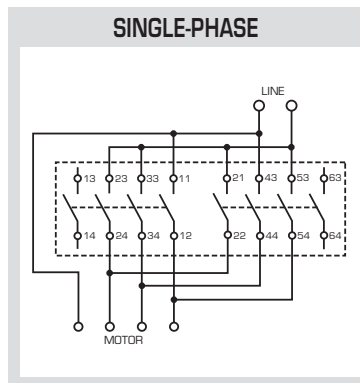 SINGLE-PHASE
LINE
13 23 33 11 21 43 53 63
14 24 34 12 22 44 54 64
MOTOR